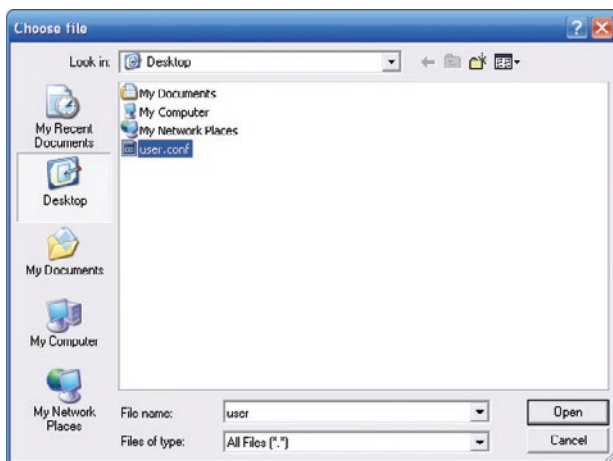 Choose file
Look in:
Desktop
My Recent
Documents
Desktop
My Documents
My Computer
My Network
Places
My Documents
My Computer
My Network Places
user.conf
File name:
user
Open
Files of type:
All Files (*.*)
Cancel